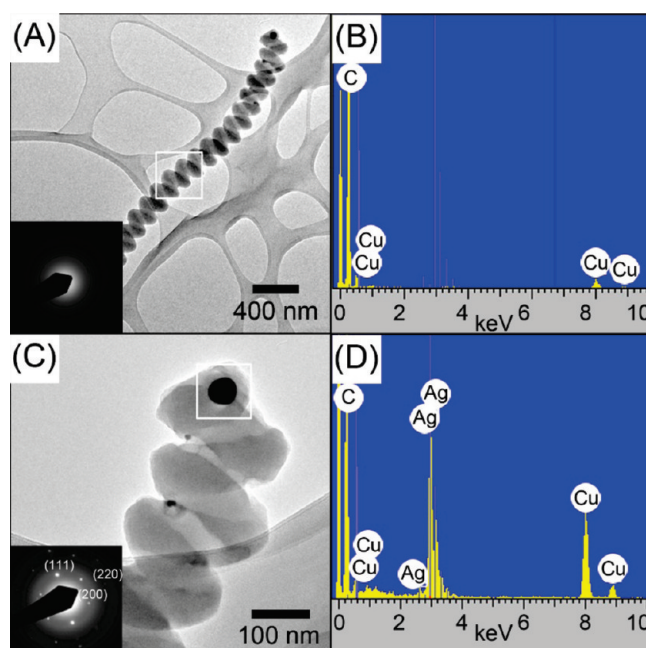 (A)
400 nm
(B)
C
Cu
Cu
Cu
Cu
0 2 4 6 8 10
keV
(C)
(111)
(220)
(200)
100 nm
(D)
C
Ag
Ag
Cu
Cu
Cu
Ag
Cu
0 2 4 6 8 10
keV